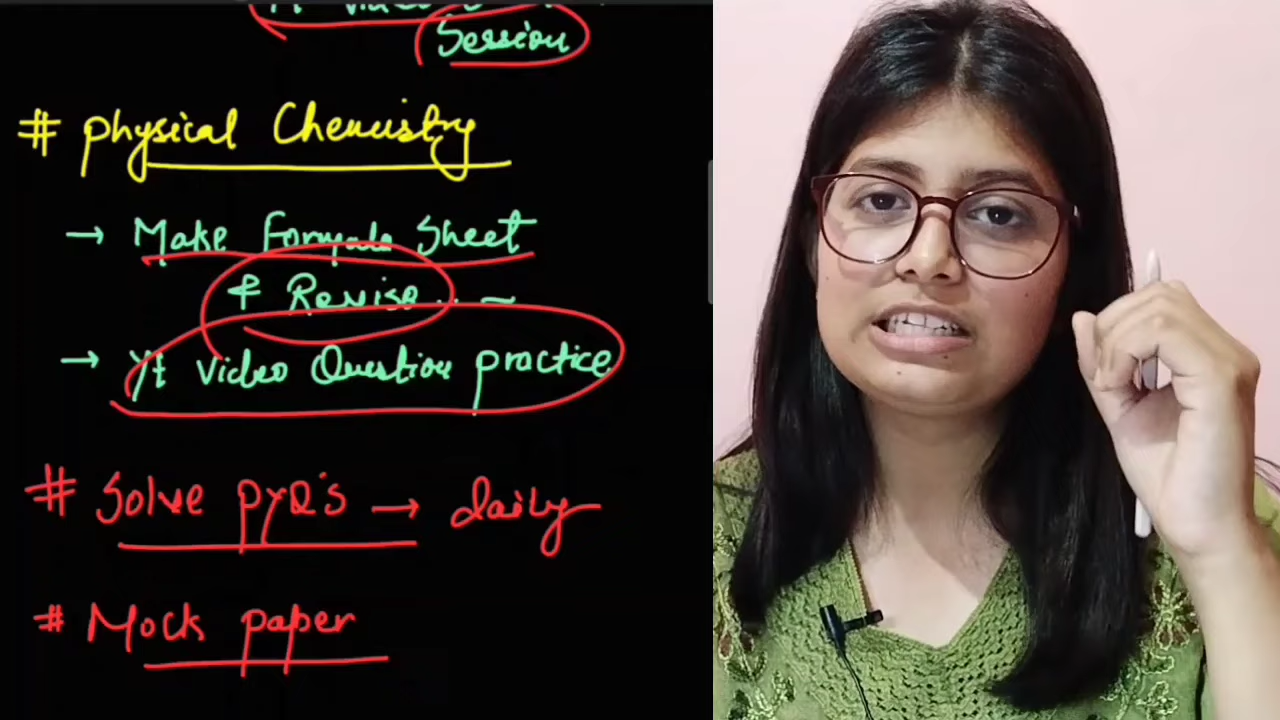 Session
# Physical Chemistry
→ Make Formula Sheet
& Revise
→ Yt Video Question practice
# Solve PYQ's → daily
# Mock paper